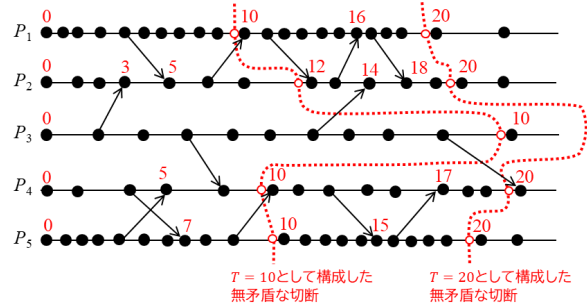 0 10 16 20
P1
0 3 5 12 14 18 20
P2
0 10
P3
0 5 10 17 20
P4
0 7 10 15 20
P5
T = 10として構成した
無矛盾な切断
T = 20として構成した
無矛盾な切断